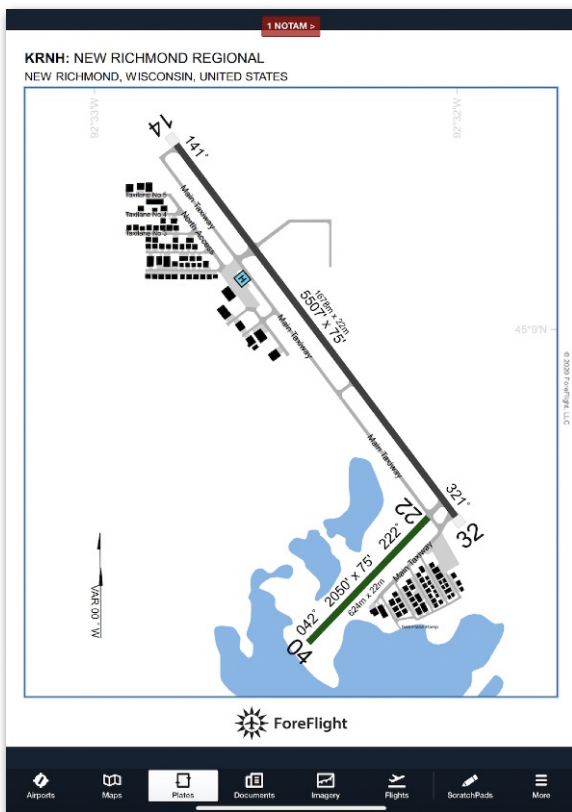 1 NOTAM >
KRNH: NEW RICHMOND REGIONAL
NEW RICHMOND, WISCONSIN, UNITED STATES
92°33'W
92°32'W
14
141°
Taxilane No 5
Main Taxiway
Taxilane No 4
North Access
Taxilane No 3
H
1678m x 22m
5507' x 75'
Main Taxiway
45°9'N
© 2020 ForeFlight, LLC
Main Taxiway
321°
32
22
222°
2050' x 75'
624m x 22m
042°
04
Main Taxiway
VAR 00° W
ForeFlight
Airports
Maps
Plates
Documents
Imagery
Flights
ScratchPads
More